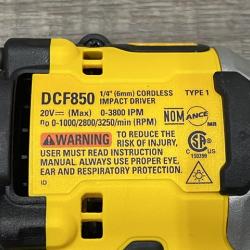 DCF850 1/4" (6mm) CORDLESS IMPACT DRIVER TYPE 1
20V⎓ (Max) 0-3800 IPM
no 0-1000/2800/3250/min (RPM)
NOM ANCE MR
WARNING TO REDUCE THE
RISK OF INJURY,
USER MUST READ INSTRUCTION
MANUAL. ALWAYS USE PROPER EYE,
EAR AND RESPIRATORY PROTECTION.
ID